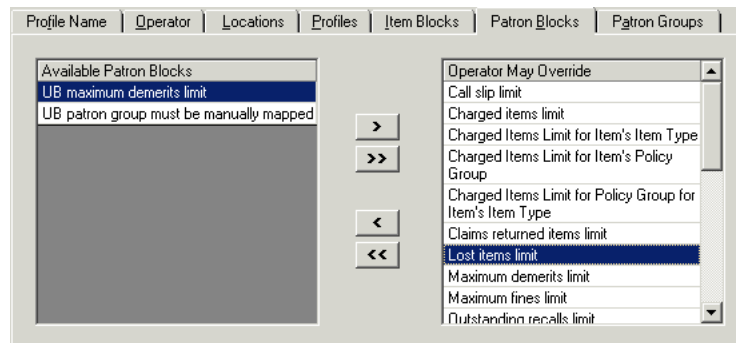 Profile Name Operator Locations Profiles Item Blocks Patron Blocks Patron Groups
Available Patron Blocks
UB maximum demerits limit
UB patron group must be manually mapped
>
>>
<
<<
Operator May Override
Call slip limit
Charged items limit
Charged Items Limit for Item's Item Type
Charged Items Limit for Item's Policy
Group
Charged Items Limit for Policy Group for
Item's Item Type
Claims returned items limit
Lost items limit
Maximum demerits limit
Maximum fines limit
Outstanding recalls limit